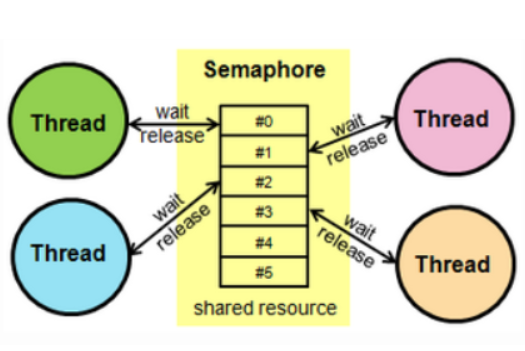 Semaphore
Thread
wait
release
#0
#1
#2
#3
#4
#5
wait
release
Thread
Thread
wait
release
wait
release
Thread
shared resource